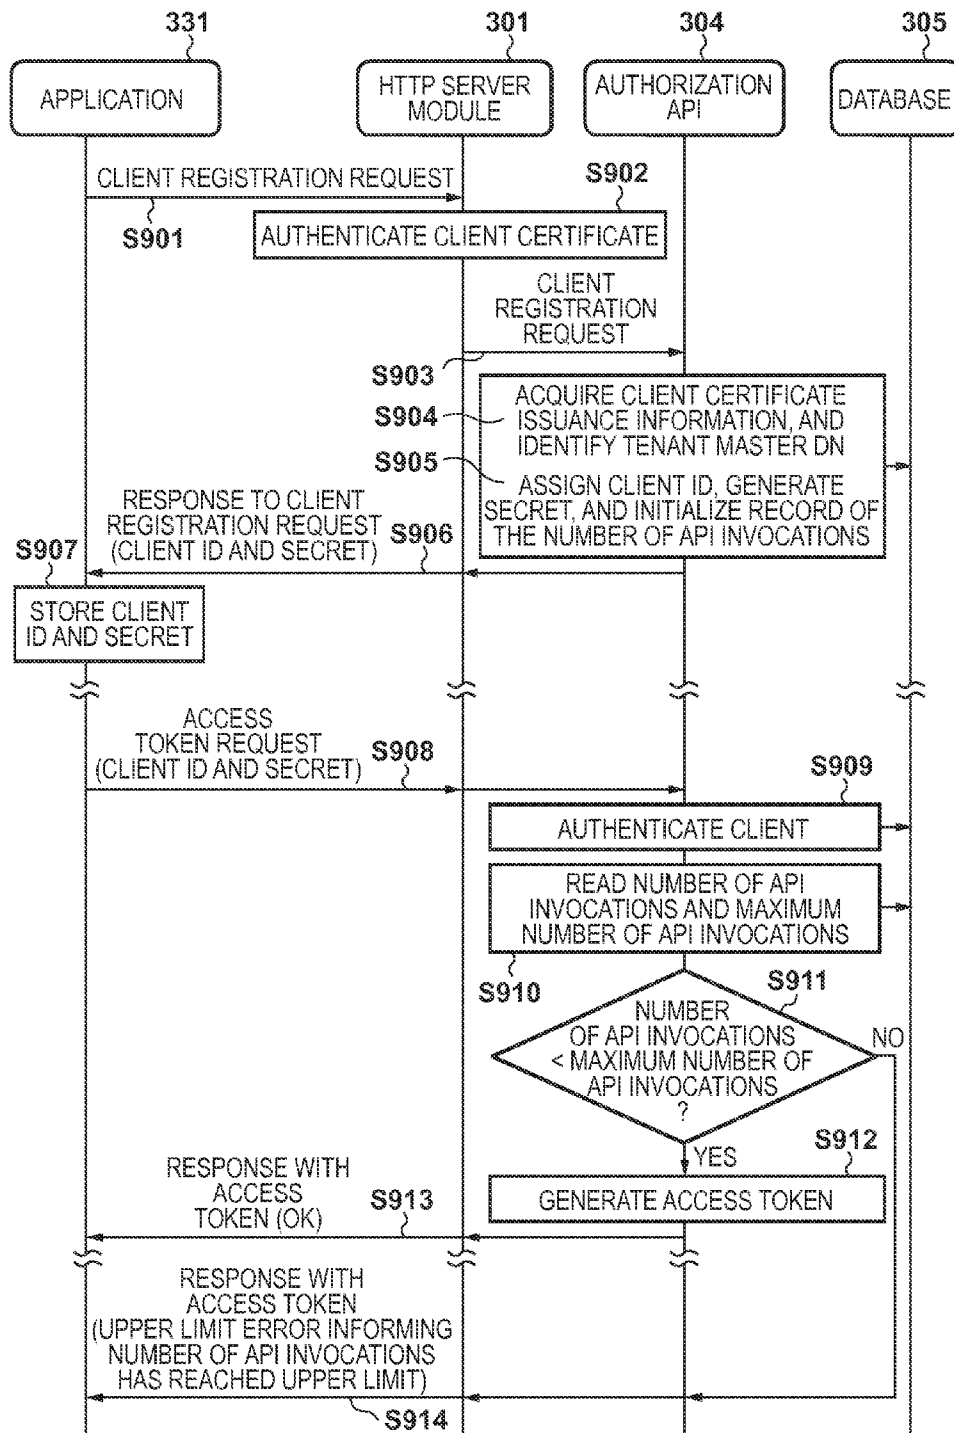 331
301
304
305
APPLICATION
HTTP SERVER
MODULE
AUTHORIZATION
API
DATABASE
CLIENT REGISTRATION REQUEST
S901
S902
AUTHENTICATE CLIENT CERTIFICATE
CLIENT
REGISTRATION
REQUEST
S903
S904
ACQUIRE CLIENT CERTIFICATE
ISSUANCE INFORMATION, AND
IDENTIFY TENANT MASTER DN
S905
ASSIGN CLIENT ID, GENERATE
SECRET, AND INITIALIZE RECORD OF
THE NUMBER OF API INVOCATIONS
RESPONSE TO CLIENT
REGISTRATION REQUEST
(CLIENT ID AND SECRET)
S906
S907
STORE CLIENT
ID AND SECRET
ACCESS
TOKEN REQUEST
(CLIENT ID AND SECRET)
S908
S909
AUTHENTICATE CLIENT
READ NUMBER OF API
INVOCATIONS AND MAXIMUM
NUMBER OF API INVOCATIONS
S910
S911
NUMBER
OF API INVOCATIONS
< MAXIMUM NUMBER OF
API INVOCATIONS
?
NO
YES
S912
GENERATE ACCESS TOKEN
RESPONSE WITH
ACCESS
TOKEN (OK)
S913
RESPONSE WITH
ACCESS TOKEN
(UPPER LIMIT ERROR INFORMING
NUMBER OF API INVOCATIONS
HAS REACHED UPPER LIMIT)
S914